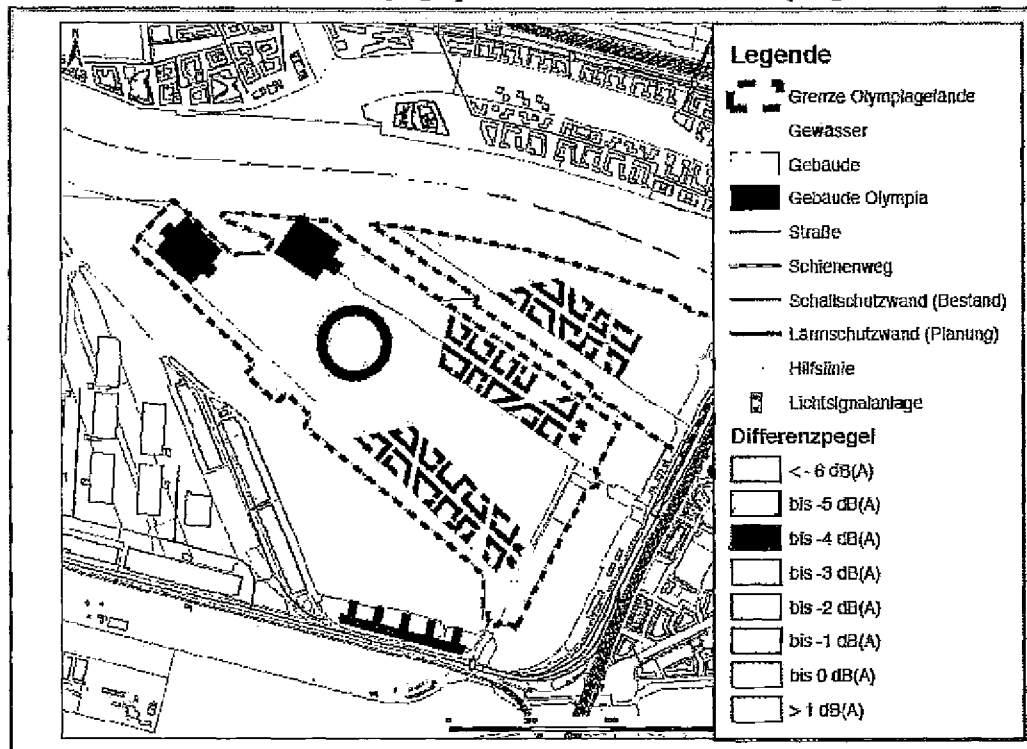 N
Legende
Grenze Olympiagelände
Gewässer
Gebäude
Gebäude Olympia
Straße
Schienenweg
Schallschutzwand (Bestand)
Lärmschutzwand (Planung)
Hilfslinie
Lichtsignalanlage
Differenzpegel
< -6 dB(A)
bis -5 dB(A)
bis -4 dB(A)
bis -3 dB(A)
bis -2 dB(A)
bis -1 dB(A)
bis 0 dB(A)
> 1 dB(A)